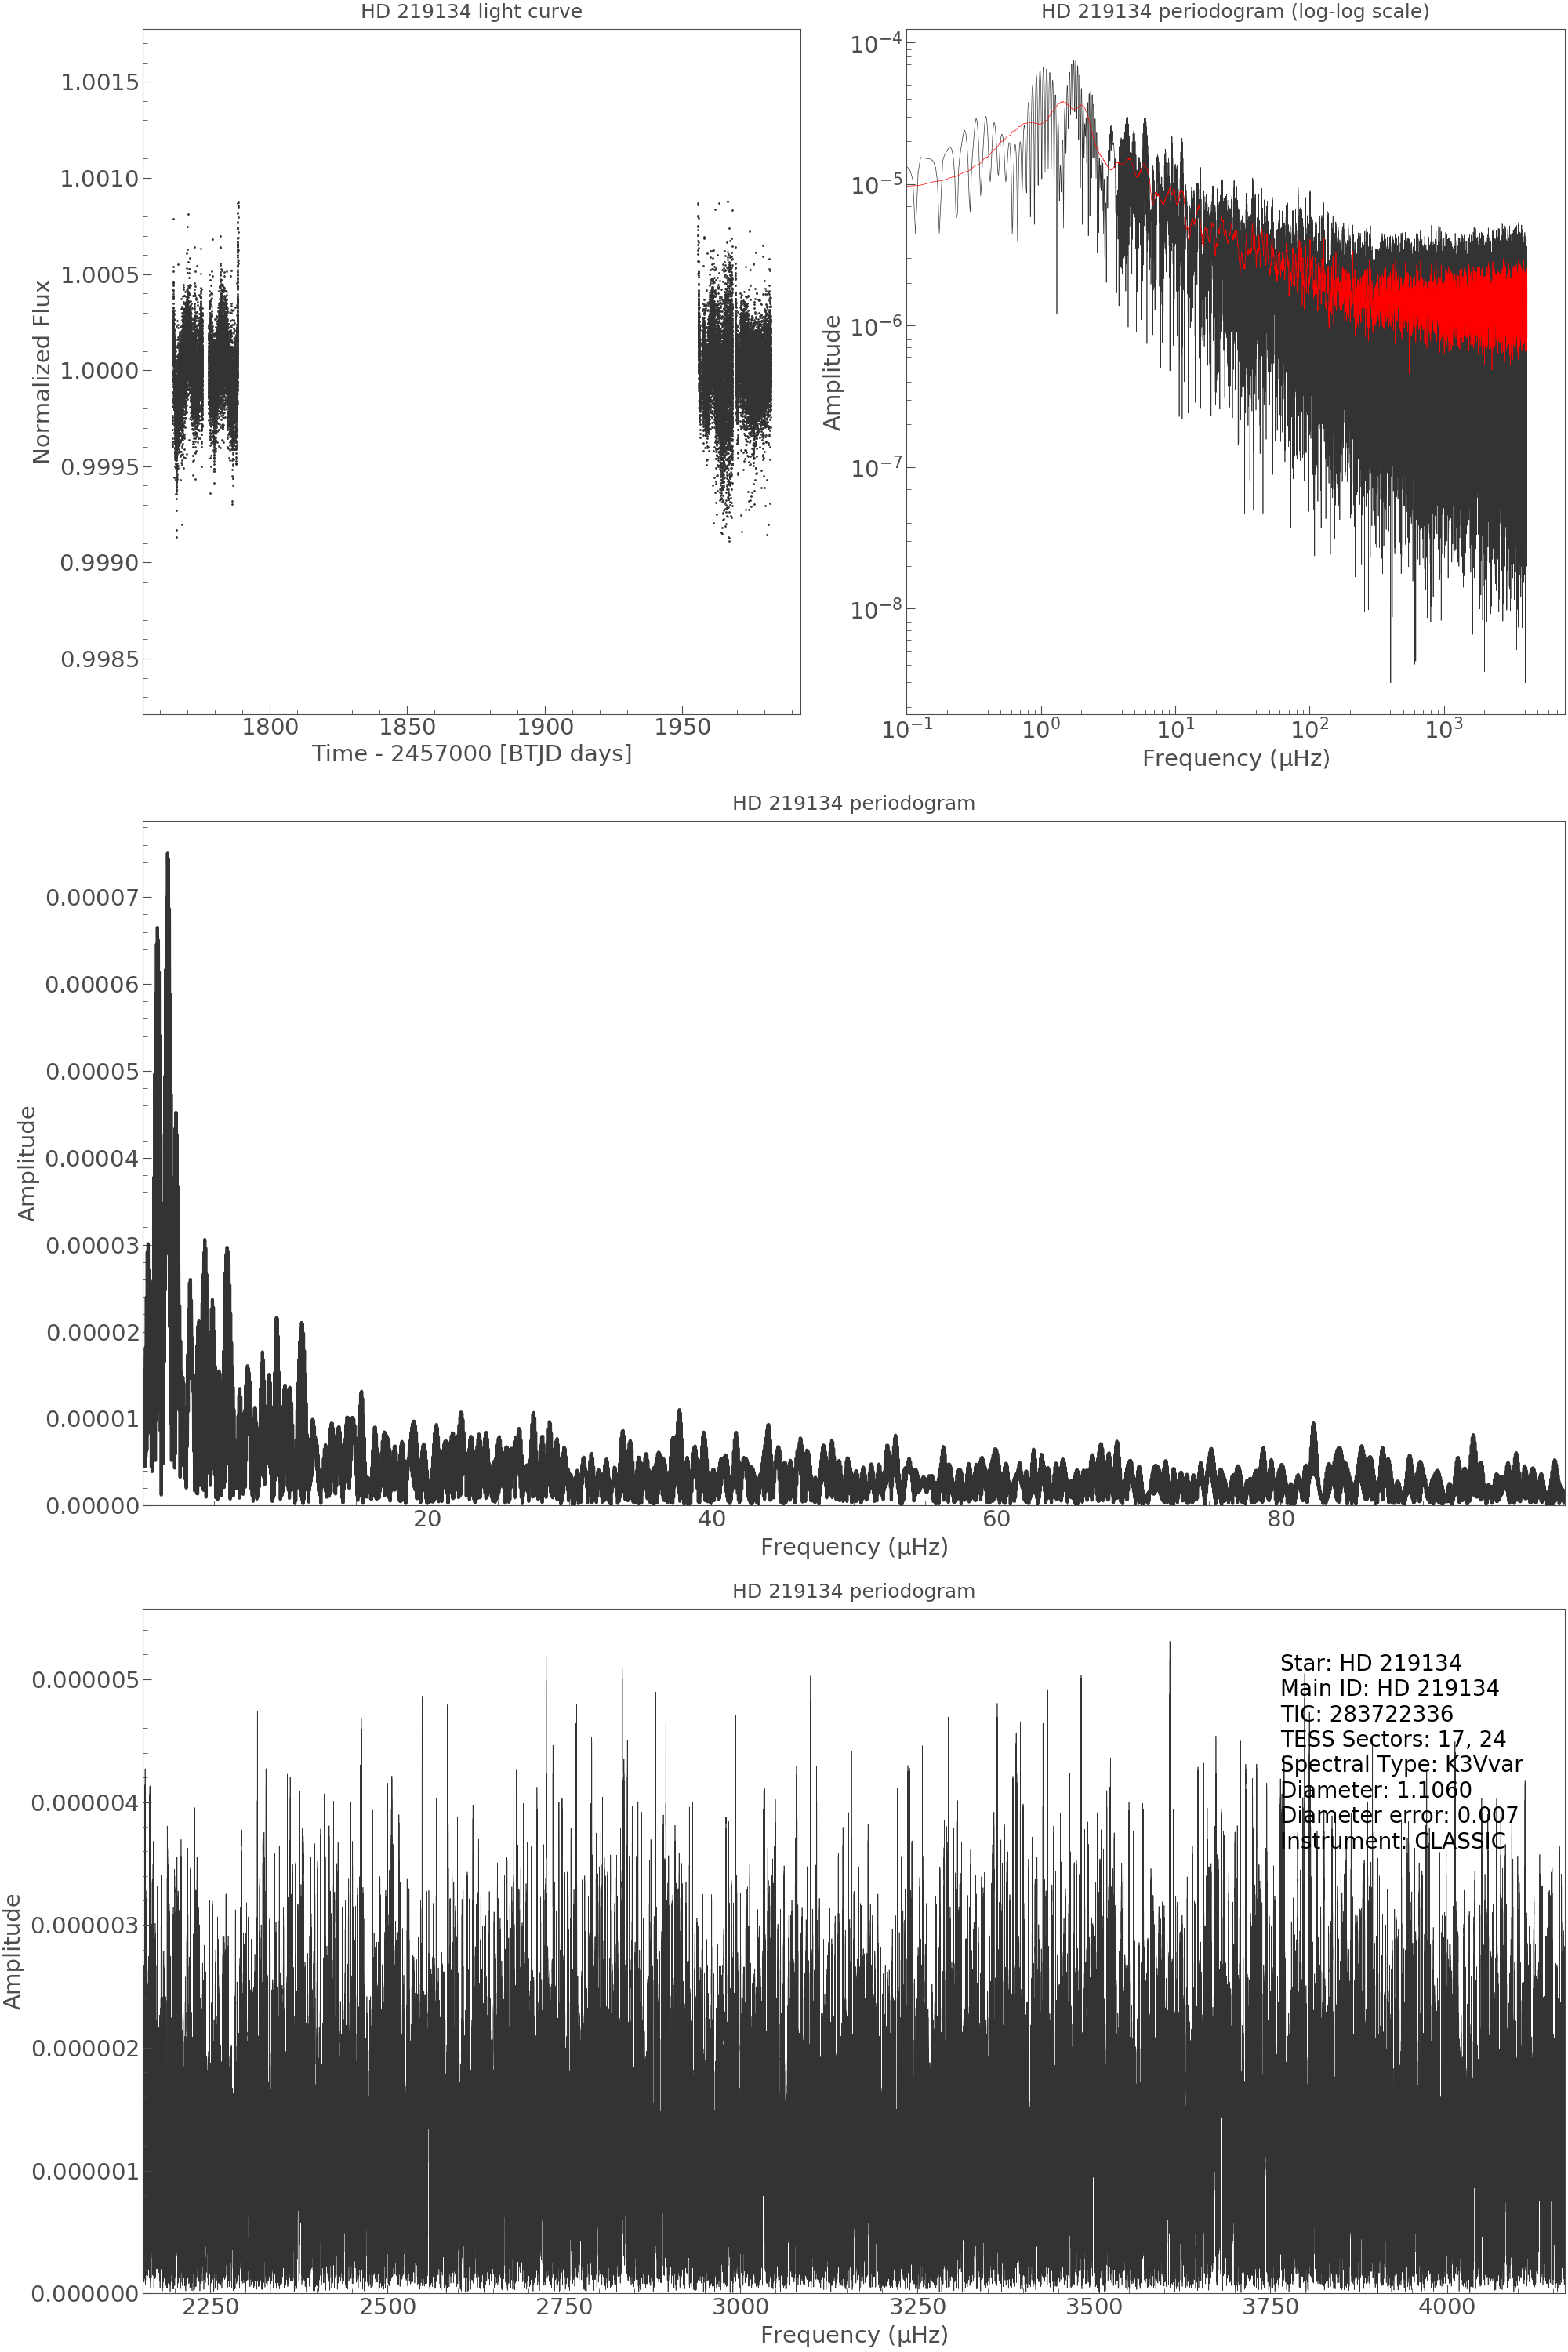 HD 219134 light curve
Normalized Flux
1.0015
1.0010
1.0005
1.0000
0.9995
0.9990
0.9985
1800
1850
1900
1950
Time - 2457000 [BTJD days]
HD 219134 periodogram (log-log scale)
Amplitude
10⁻⁴
10⁻⁵
10⁻⁶
10⁻⁷
10⁻⁸
10⁻¹
10⁰
10¹
10²
10³
Frequency (µHz)
HD 219134 periodogram
Amplitude
0.00007
0.00006
0.00005
0.00004
0.00003
0.00002
0.00001
0.00000
20
40
60
80
Frequency (µHz)
HD 219134 periodogram
Amplitude
0.000005
0.000004
0.000003
0.000002
0.000001
0.000000
Star: HD 219134
Main ID: HD 219134
TIC: 283722336
TESS Sectors: 17, 24
Spectral Type: K3Vvar
Diameter: 1.1060
Diameter error: 0.007
Instrument: CLASSIC
2250
2500
2750
3000
3250
3500
3750
4000
Frequency (µHz)